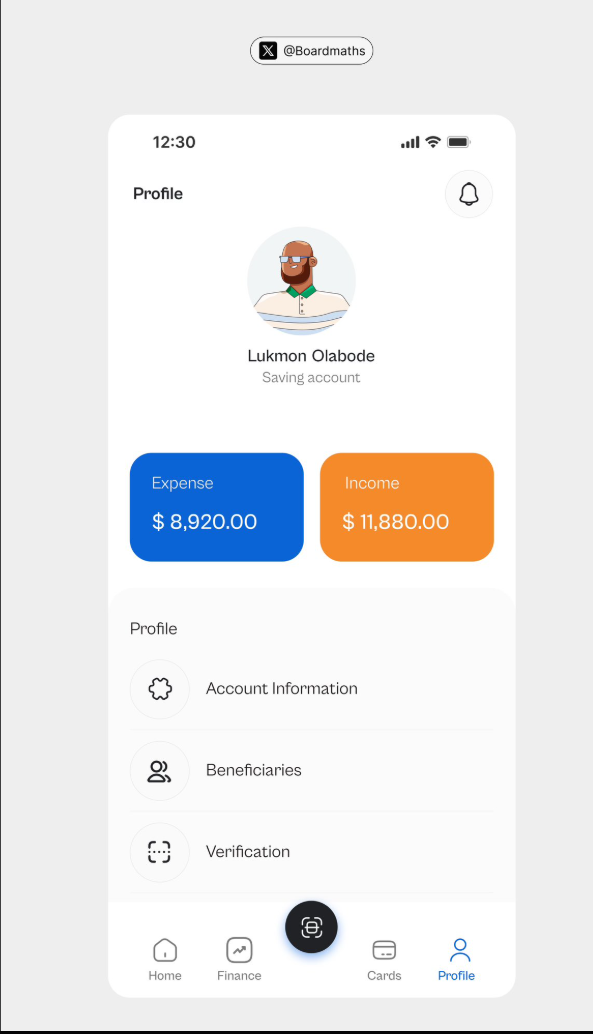 @Boardmaths
12:30
Profile
Lukmon Olabode
Saving account
Expense
$ 8,920.00
Income
$ 11,880.00
Profile
Account Information
Beneficiaries
Verification
Home
Finance
Cards
Profile